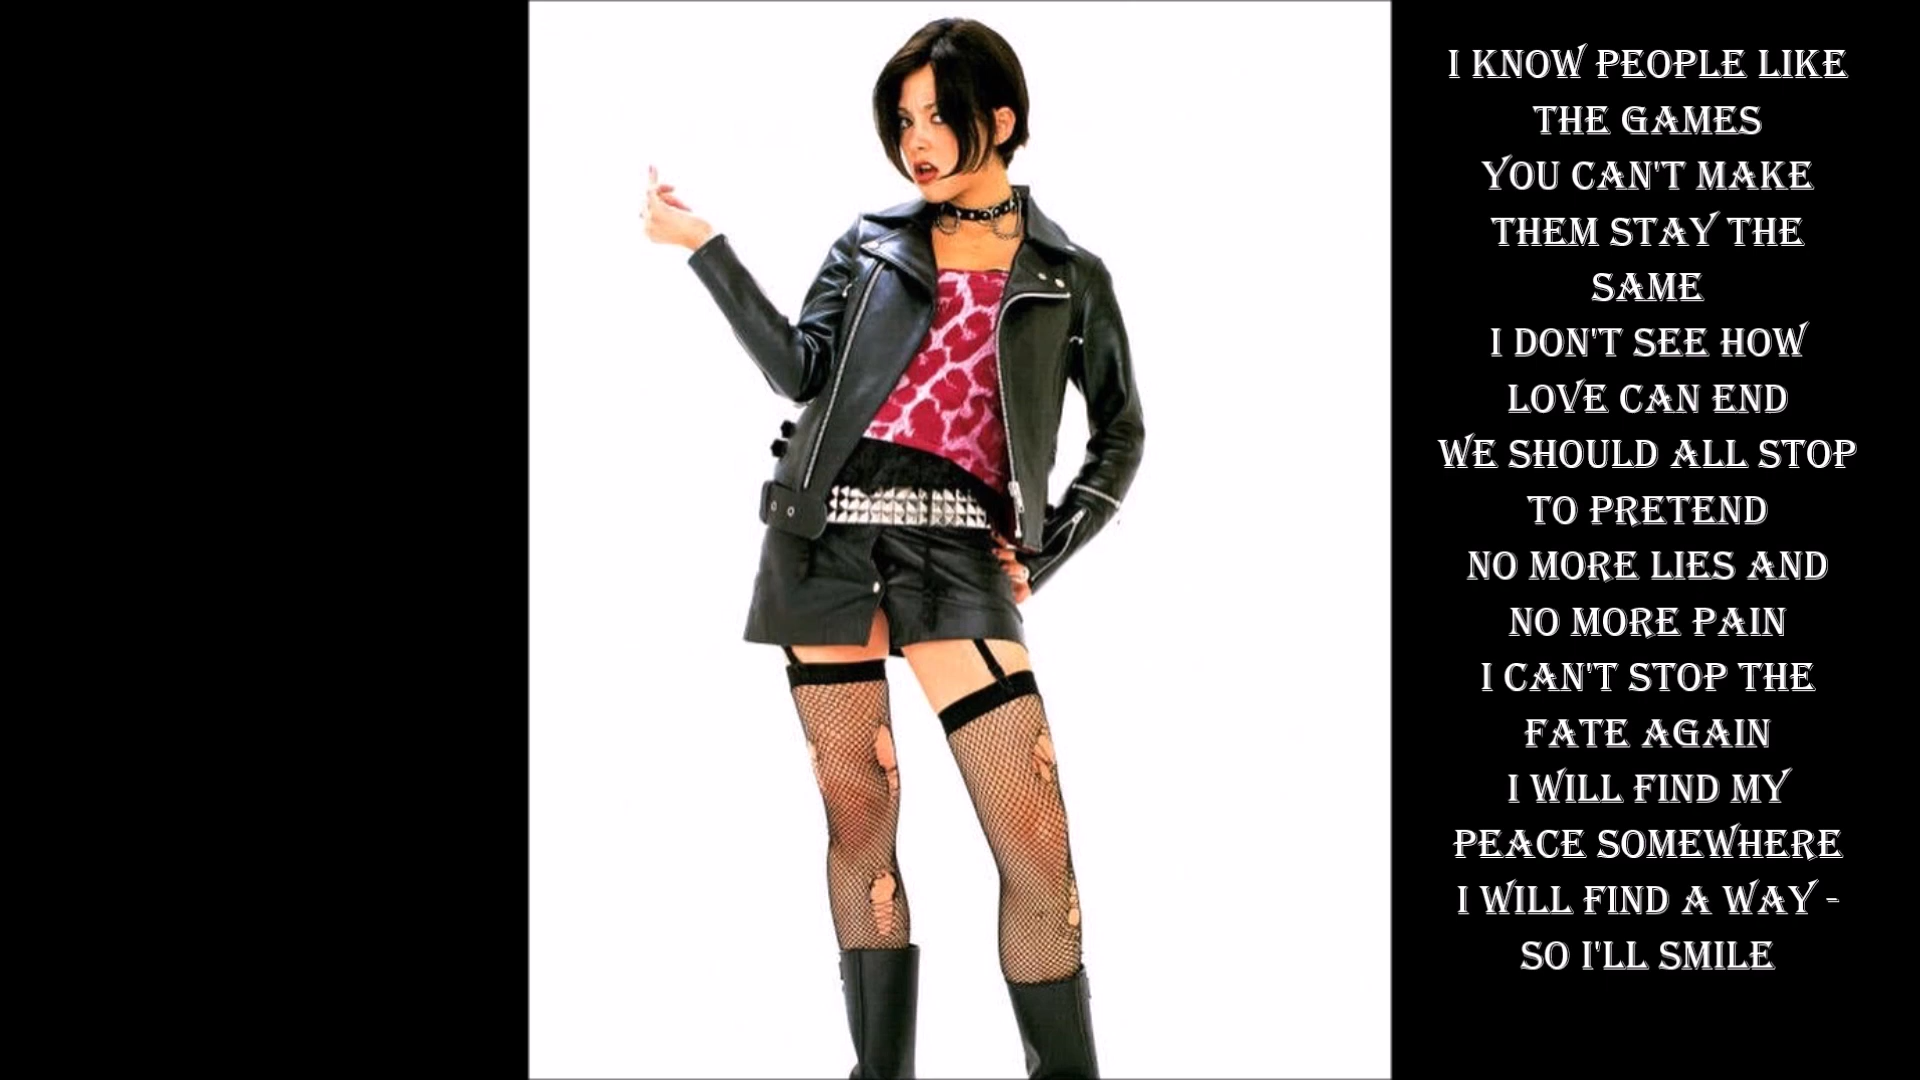 I KNOW PEOPLE LIKE
THE GAMES
YOU CAN'T MAKE
THEM STAY THE
SAME
I DON'T SEE HOW
LOVE CAN END
WE SHOULD ALL STOP
TO PRETEND
NO MORE LIES AND
NO MORE PAIN
I CAN'T STOP THE
FATE AGAIN
I WILL FIND MY
PEACE SOMEWHERE
I WILL FIND A WAY -
SO I'LL SMILE